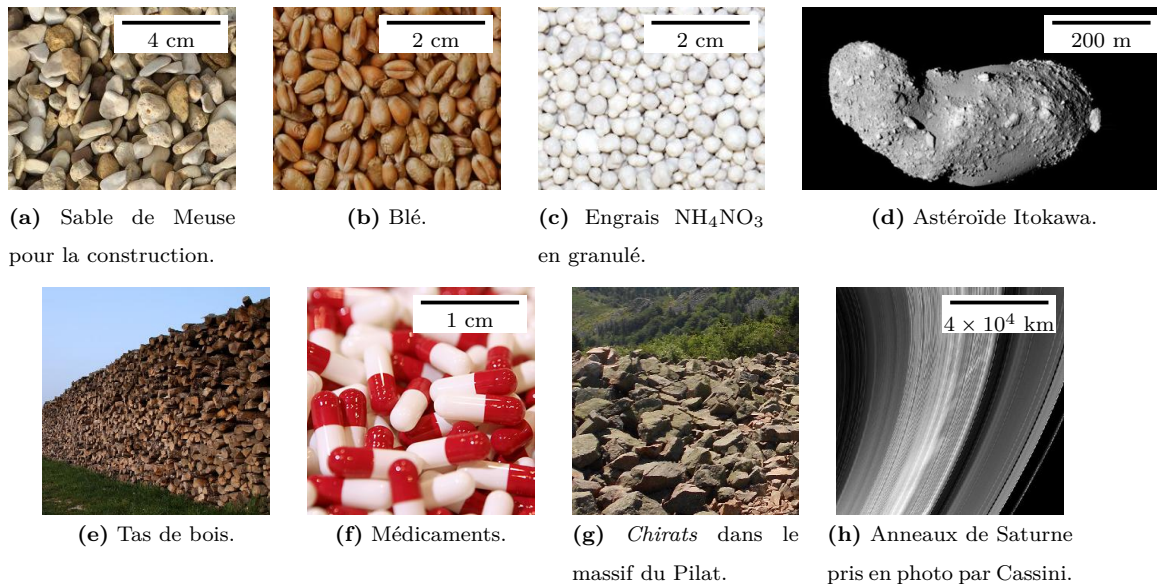 4 cm
2 cm
2 cm
200 m
(a) Sable de Meuse
pour la construction.
(b) Blé.
(c) Engrais NH₄NO₃
en granulé.
(d) Astéroïde Itokawa.
1 cm
4 × 10⁴ km
(e) Tas de bois.
(f) Médicaments.
(g) Chirats dans le
massif du Pilat.
(h) Anneaux de Saturne
pris en photo par Cassini.